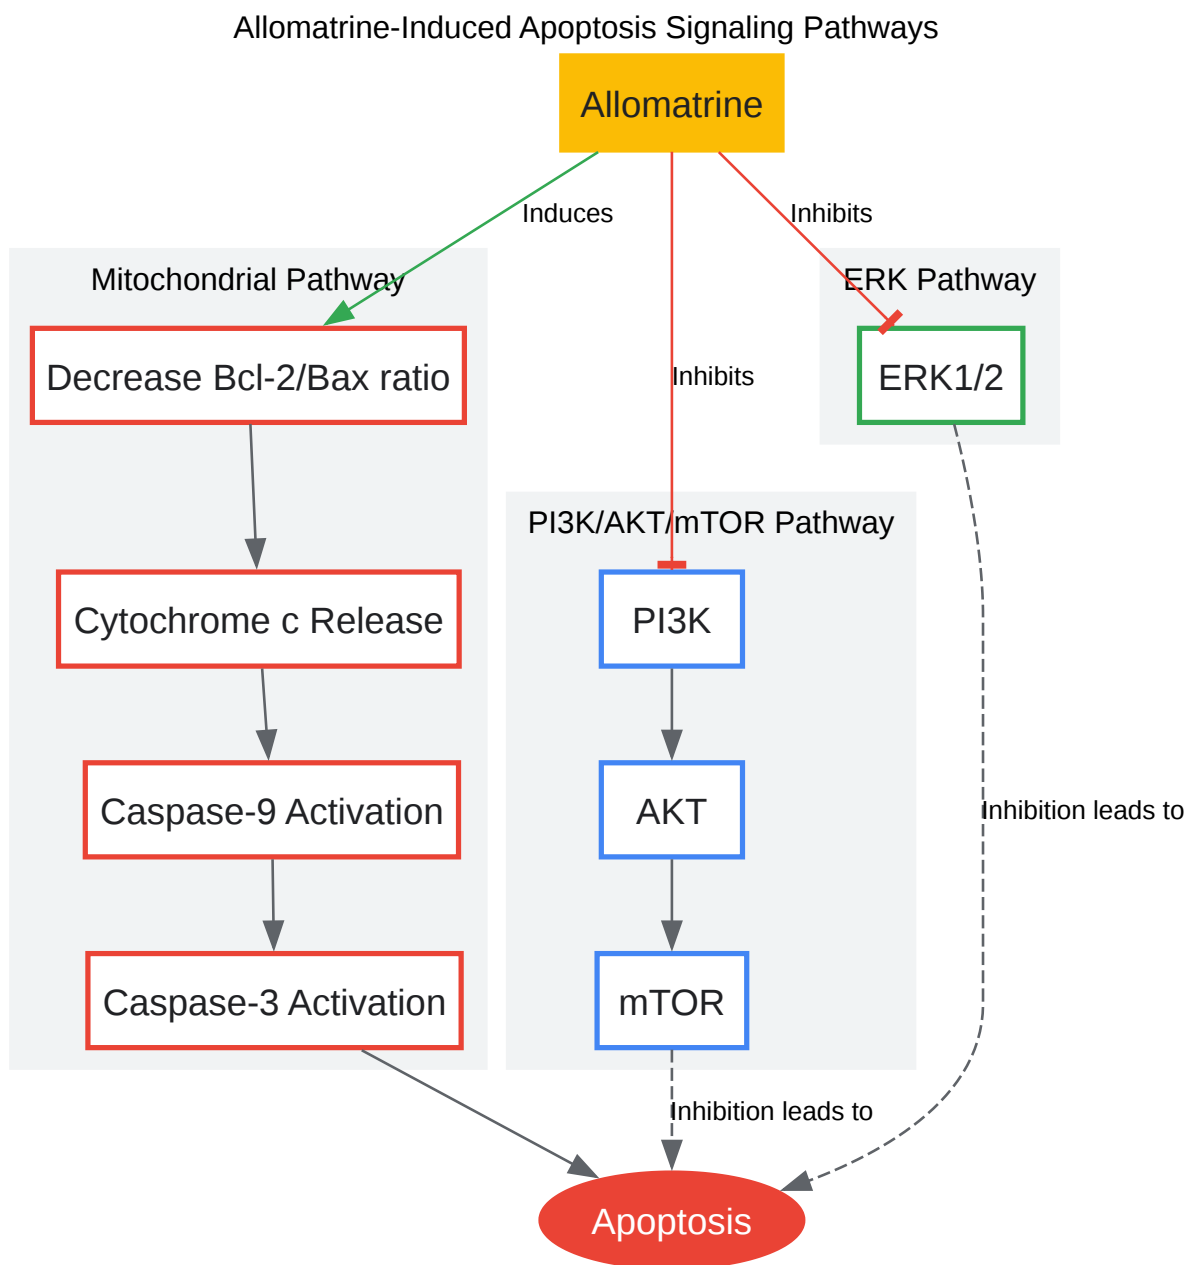 Allomatrine-Induced Apoptosis Signaling Pathways
Allomatrine
Induces
Inhibits
Mitochondrial Pathway
ERK Pathway
Decrease Bcl-2/Bax ratio
Inhibits
ERK1/2
PI3K/AKT/mTOR Pathway
Cytochrome c Release
PI3K
Caspase-9 Activation
AKT
Inhibition leads to
Caspase-3 Activation
mTOR
Inhibition leads to
Apoptosis